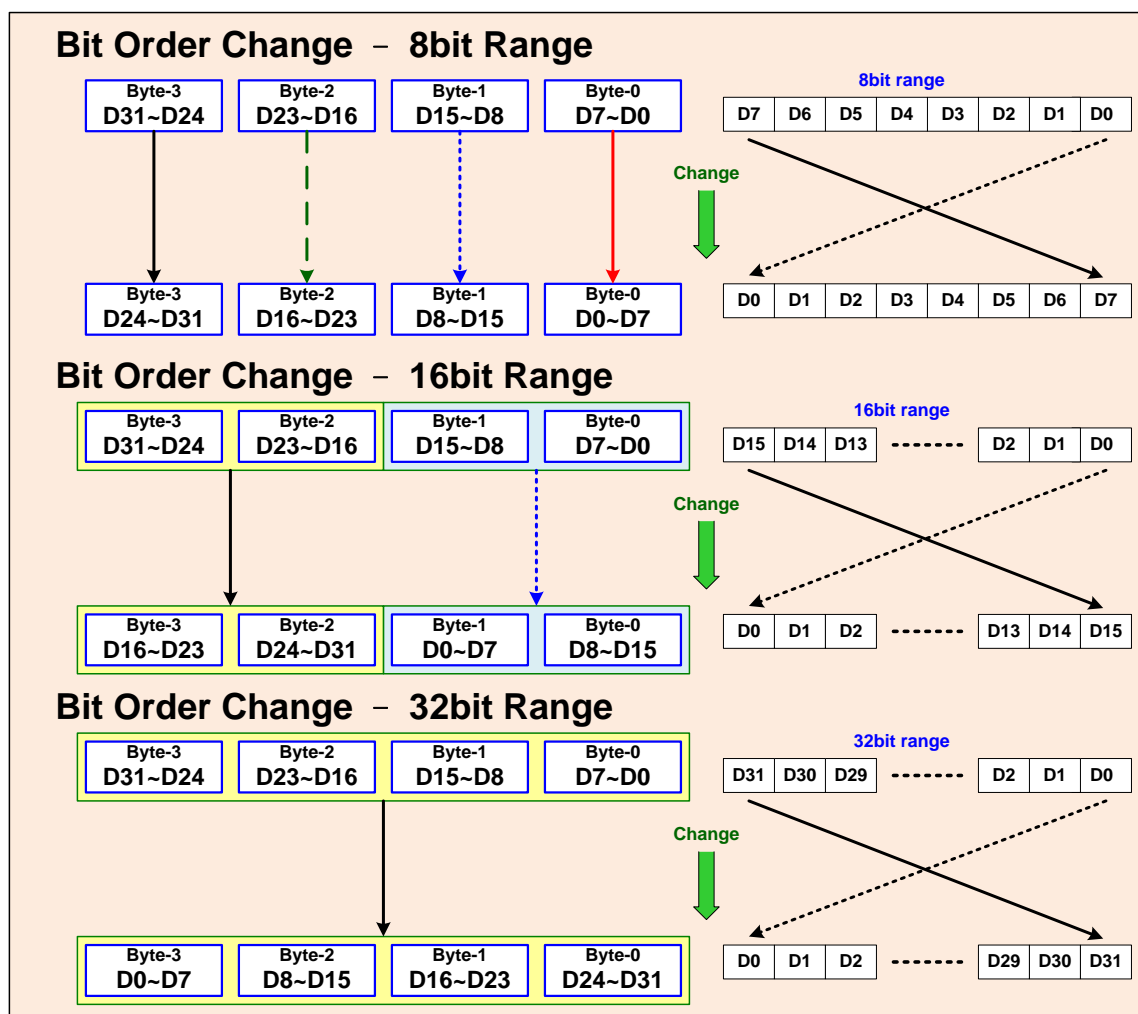 Bit Order Change – 8bit Range
Byte-3 Byte-2 Byte-1 Byte-0
D31~D24 D23~D16 D15~D8 D7~D0
8bit range
D7 D6 D5 D4 D3 D2 D1 D0
Change
Byte-3 Byte-2 Byte-1 Byte-0
D24~D31 D16~D23 D8~D15 D0~D7
D0 D1 D2 D3 D4 D5 D6 D7
Bit Order Change – 16bit Range
Byte-3 Byte-2 Byte-1 Byte-0
D31~D24 D23~D16 D15~D8 D7~D0
16bit range
D15 D14 D13 D2 D1 D0
Change
Byte-3 Byte-2 Byte-1 Byte-0
D16~D23 D24~D31 D0~D7 D8~D15
D0 D1 D2 D13 D14 D15
Bit Order Change – 32bit Range
Byte-3 Byte-2 Byte-1 Byte-0
D31~D24 D23~D16 D15~D8 D7~D0
32bit range
D31 D30 D29 D2 D1 D0
Change
Byte-3 Byte-2 Byte-1 Byte-0
D0~D7 D8~D15 D16~D23 D24~D31
D0 D1 D2 D29 D30 D31